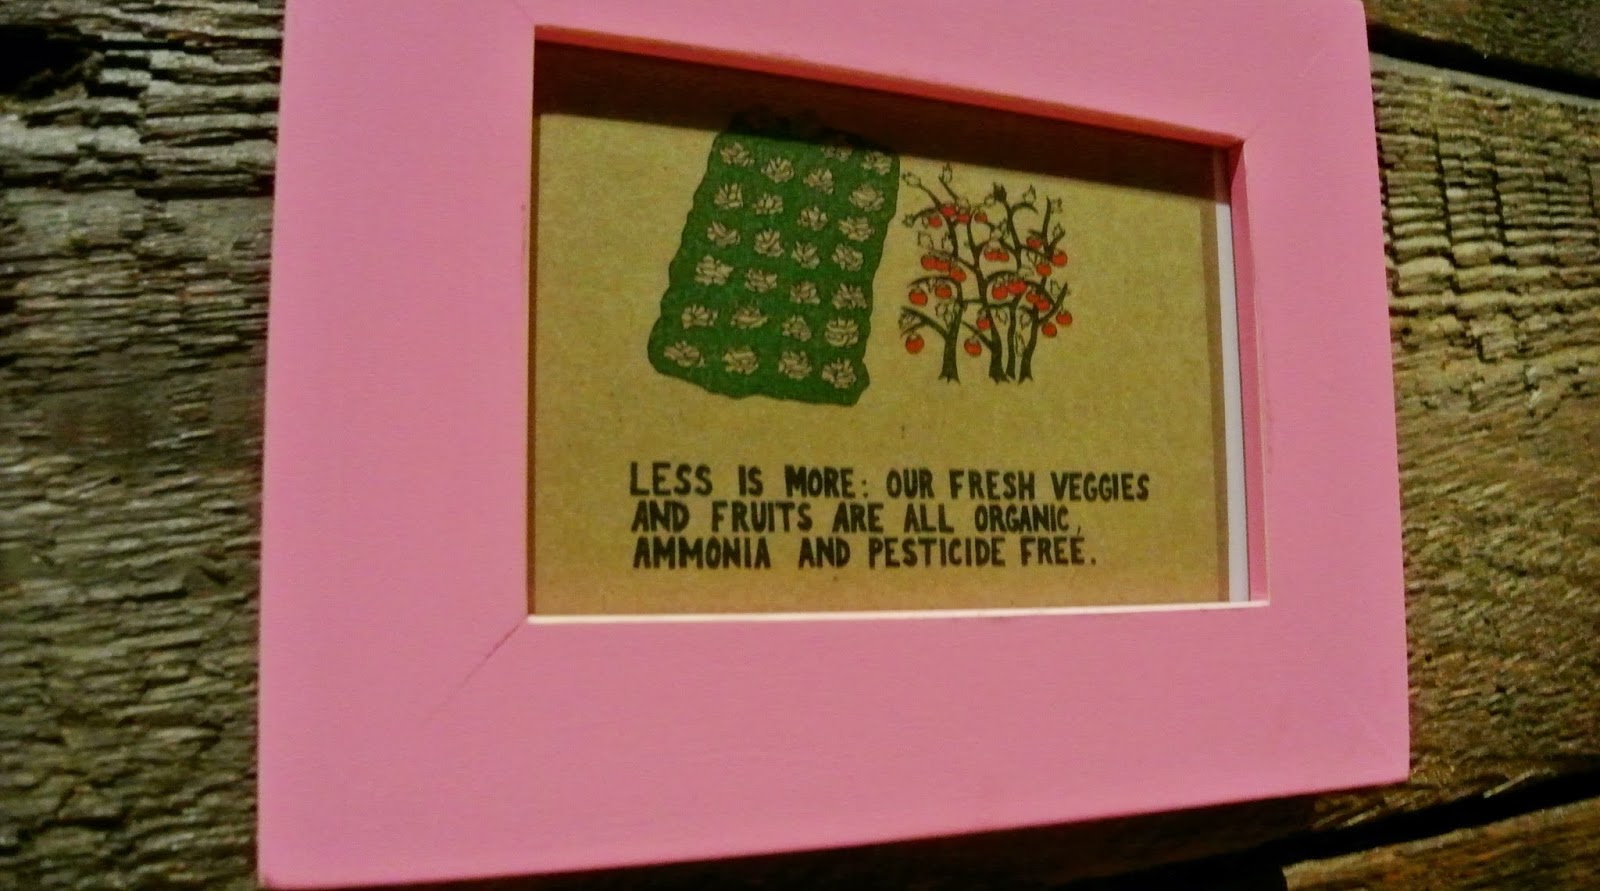 LESS IS MORE: OUR FRESH VEGGIES
AND FRUITS ARE ALL ORGANIC,
AMMONIA AND PESTICIDE FREE.